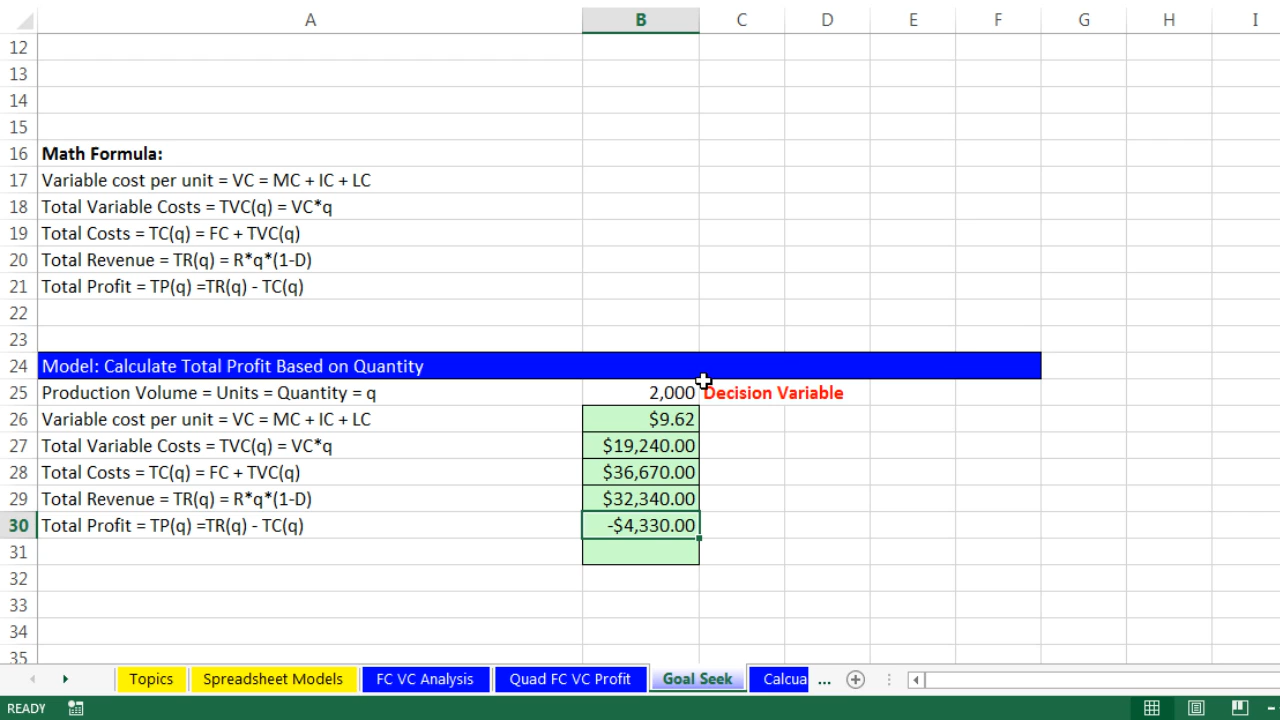 A B C D E F G H I
12
13
14
15
16 Math Formula:
17 Variable cost per unit = VC = MC + IC + LC
18 Total Variable Costs = TVC(q) = VC*q
19 Total Costs = TC(q) = FC + TVC(q)
20 Total Revenue = TR(q) = R*q*(1-D)
21 Total Profit = TP(q) =TR(q) - TC(q)
22
23
24 Model: Calculate Total Profit Based on Quantity
25 Production Volume = Units = Quantity = q 2,000 Decision Variable
26 Variable cost per unit = VC = MC + IC + LC $9.62
27 Total Variable Costs = TVC(q) = VC*q $19,240.00
28 Total Costs = TC(q) = FC + TVC(q) $36,670.00
29 Total Revenue = TR(q) = R*q*(1-D) $32,340.00
30 Total Profit = TP(q) =TR(q) - TC(q) -$4,330.00
31
32
33
34
35
Topics Spreadsheet Models FC VC Analysis Quad FC VC Profit Goal Seek Calcua ...
READY